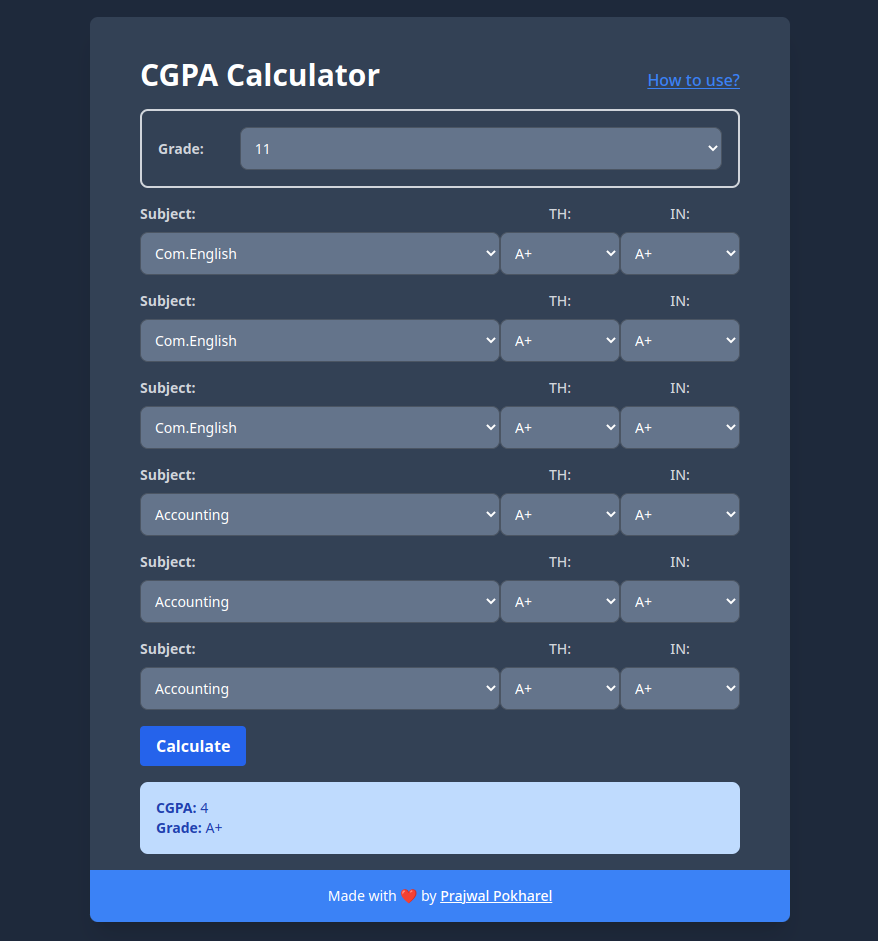 CGPA Calculator
How to use?
Grade: 11
Subject: TH: IN:
Com.English A+ A+
Subject: TH: IN:
Com.English A+ A+
Subject: TH: IN:
Com.English A+ A+
Subject: TH: IN:
Accounting A+ A+
Subject: TH: IN:
Accounting A+ A+
Subject: TH: IN:
Accounting A+ A+
Calculate
CGPA: 4
Grade: A+
Made with ❤️ by Prajwal Pokharel